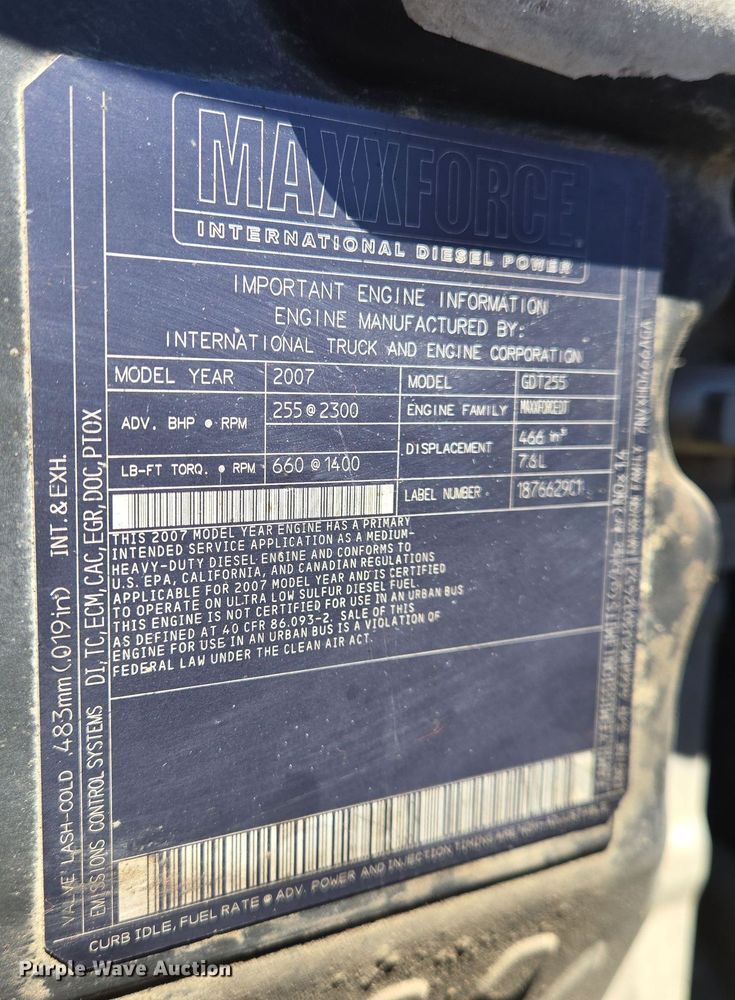 MAXXFORCE
INTERNATIONAL DIESEL POWER
IMPORTANT ENGINE INFORMATION
ENGINE MANUFACTURED BY:
INTERNATIONAL TRUCK AND ENGINE CORPORATION
MODEL YEAR 2007 MODEL GDT255
ADV. BHP • RPM 255 @ 2300 ENGINE FAMILY MAXXFORCEDT
DISPLACEMENT 466 in³
7.6L
LB-FT TORQ. • RPM 660 @ 1400
LABEL NUMBER 1876629C1
THIS 2007 MODEL YEAR ENGINE HAS A PRIMARY
INTENDED SERVICE APPLICATION AS A MEDIUM-
HEAVY-DUTY DIESEL ENGINE AND CONFORMS TO
U.S. EPA, CALIFORNIA, AND CANADIAN REGULATIONS
APPLICABLE FOR 2007 MODEL YEAR AND IS CERTIFIED
TO OPERATE ON ULTRA LOW SULFUR DIESEL FUEL.
THIS ENGINE IS NOT CERTIFIED FOR USE IN AN URBAN BUS
AS DEFINED AT 40 CFR 86.093-2. SALE OF THIS
ENGINE FOR USE IN AN URBAN BUS IS A VIOLATION OF
FEDERAL LAW UNDER THE CLEAN AIR ACT.
VALVE LASH-COLD .483mm (.019in) INT. & EXH.
EMISSIONS CONTROL SYSTEMS DI, TC, ECM, CAC, EGR, DOC, PTOX
CURB IDLE, FUEL RATE @ ADV. POWER AND INJECTION TIMING ARE
Purple Wave Auction